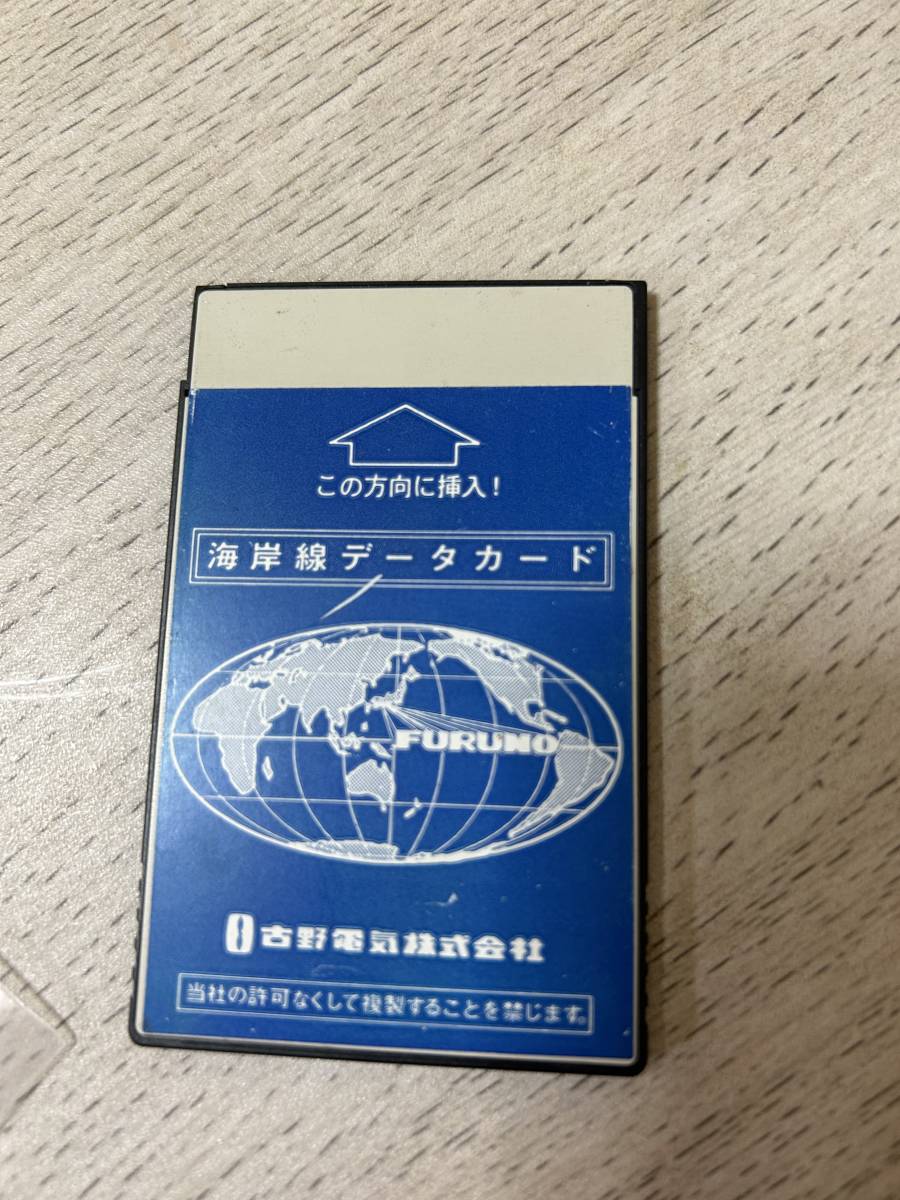 この方向に挿入!
海岸線データカード
FURUNO
古野電気株式会社
当社の許可なくして複製することを禁じます。